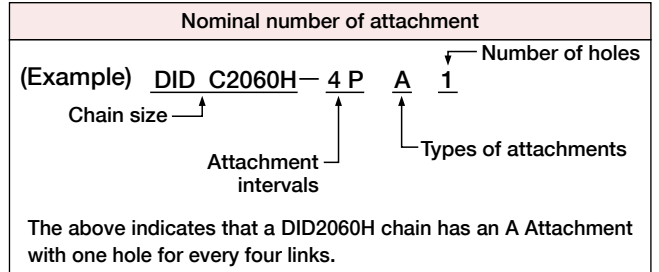 Nominal number of attachment
Number of holes
(Example) DID C2060H — 4 P A 1
Chain size
Types of attachments
Attachment
intervals
The above indicates that a DID2060H chain has an A Attachment
with one hole for every four links.